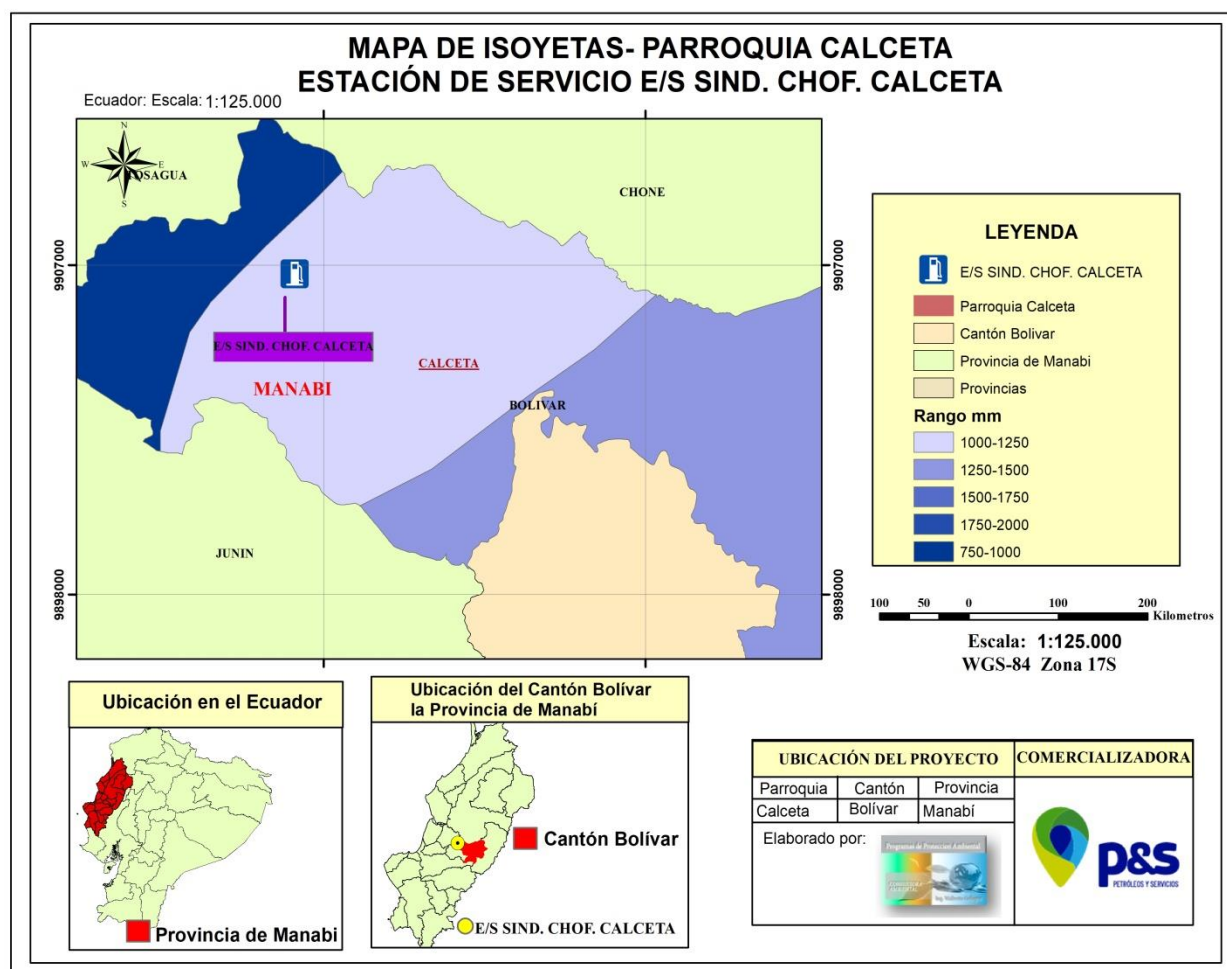 MAPA DE ISOYETAS- PARROQUIA CALCETA
ESTACIÓN DE SERVICIO E/S SIND. CHOF. CALCETA
Ecuador: Escala: 1:125.000
N
W
E
S
OSAGUA
CHONE
9907000
9907000
E/S SIND. CHOF. CALCETA
CALCETA
MANABI
BOLIVAR
JUNIN
9898000
9898000
LEYENDA
E/S SIND. CHOF. CALCETA
Parroquia Calceta
Cantón Bolivar
Provincia de Manabi
Provincias
Rango mm
1000-1250
1250-1500
1500-1750
1750-2000
750-1000
100 50 0 100 200
Kilometros
Escala: 1:125.000
WGS-84 Zona 17S
Ubicación en el Ecuador
Provincia de Manabi
Ubicación del Cantón Bolívar
la Provincia de Manabí
Cantón Bolívar
E/S SIND. CHOF. CALCETA
UBICACIÓN DEL PROYECTO
COMERCIALIZADORA
Parroquia Cantón Provincia
Calceta Bolívar Manabí
Elaborado por:
Programas de Protección Ambiental
p&s
PETRÓLEOS Y SERVICIOS